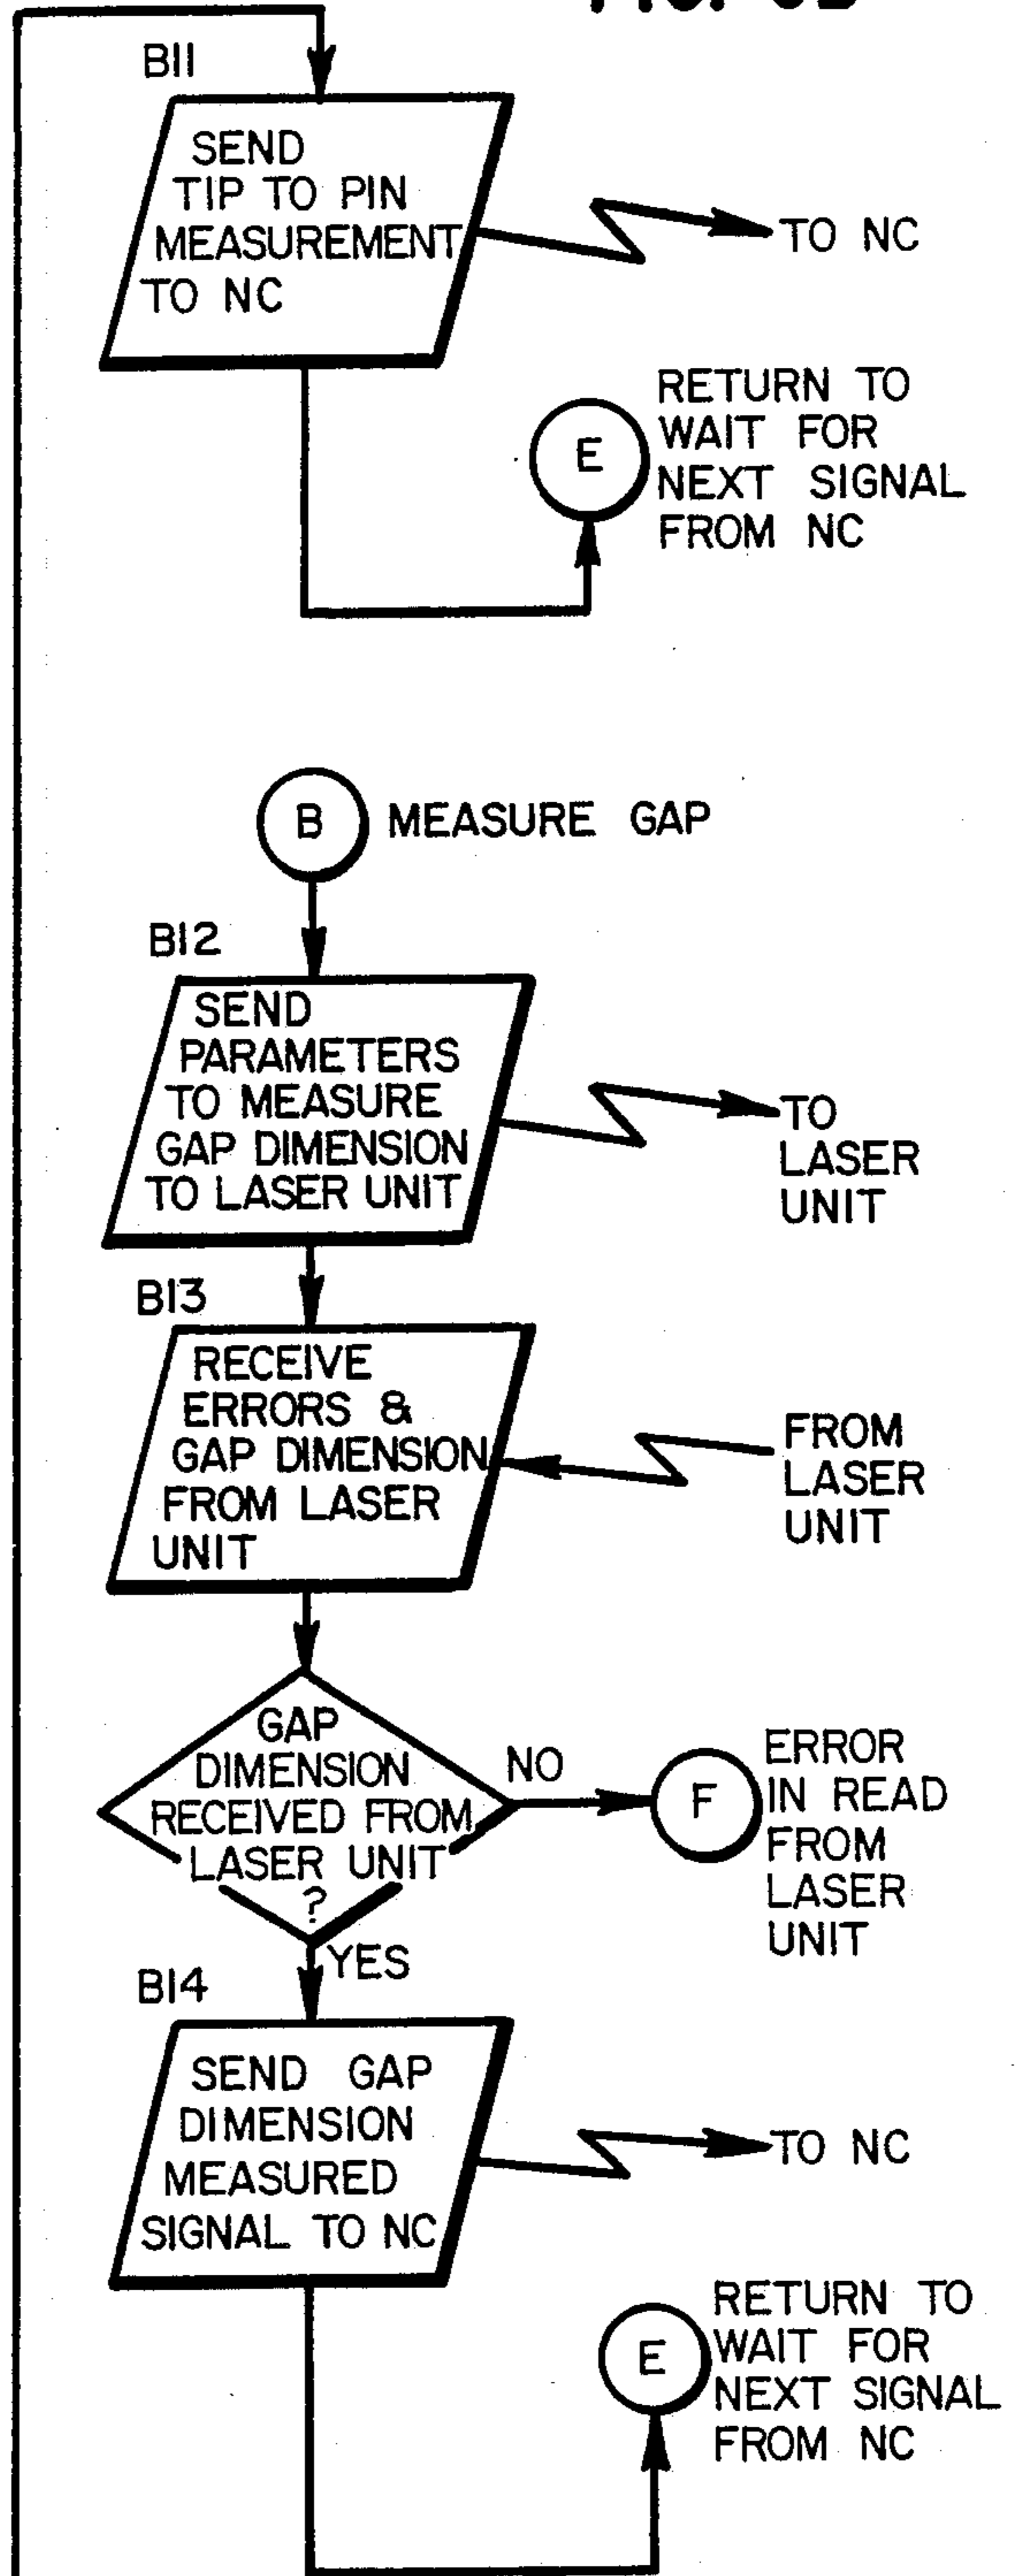 B11
SEND
TIP TO PIN
MEASUREMENT
TO NC
TO NC
E
RETURN TO
WAIT FOR
NEXT SIGNAL
FROM NC
B
MEASURE GAP
B12
SEND
PARAMETERS
TO MEASURE
GAP DIMENSION
TO LASER UNIT
TO
LASER
UNIT
B13
RECEIVE
ERRORS &
GAP DIMENSION
FROM LASER
UNIT
FROM
LASER
UNIT
GAP
DIMENSION
RECEIVED FROM
LASER UNIT
?
NO
F
ERROR
IN READ
FROM
LASER
UNIT
YES
B14
SEND GAP
DIMENSION
MEASURED
SIGNAL TO NC
TO NC
E
RETURN TO
WAIT FOR
NEXT SIGNAL
FROM NC